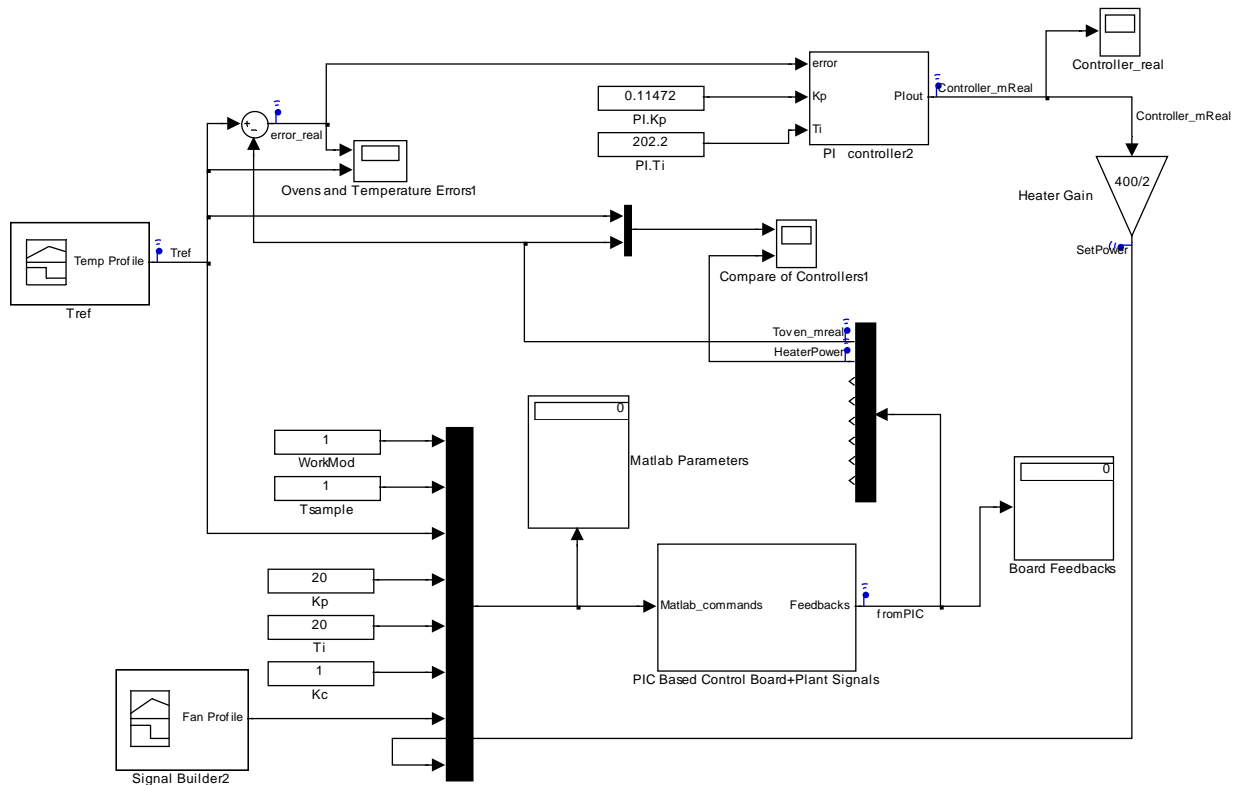 Controller_real
error
Kp
Ti
PIout
PI controller2
0.11472
PI.Kp
202.2
PI.Ti
Controller_mReal
Controller_mReal
400/2
Heater Gain
SetPower
+
−
error_real
Ovens and Temperature Errors1
Temp Profile
Tref
Tref
Compare of Controllers1
Toven_mreal
HeaterPower
0
Matlab Parameters
1
WorkMod
1
Tsample
20
Kp
20
Ti
1
Kc
Fan Profile
Signal Builder2
Matlab_commands
Feedbacks
PIC Based Control Board+Plant Signals
fromPIC
0
Board Feedbacks